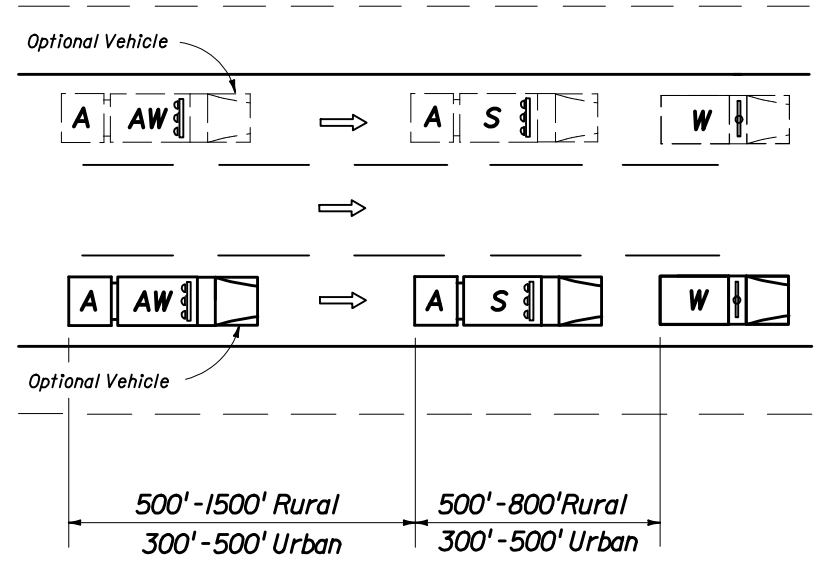 Optional Vehicle
A AW A S W
A AW A S W
Optional Vehicle
500'-1500' Rural 500'-800'Rural
300'-500' Urban 300'-500' Urban